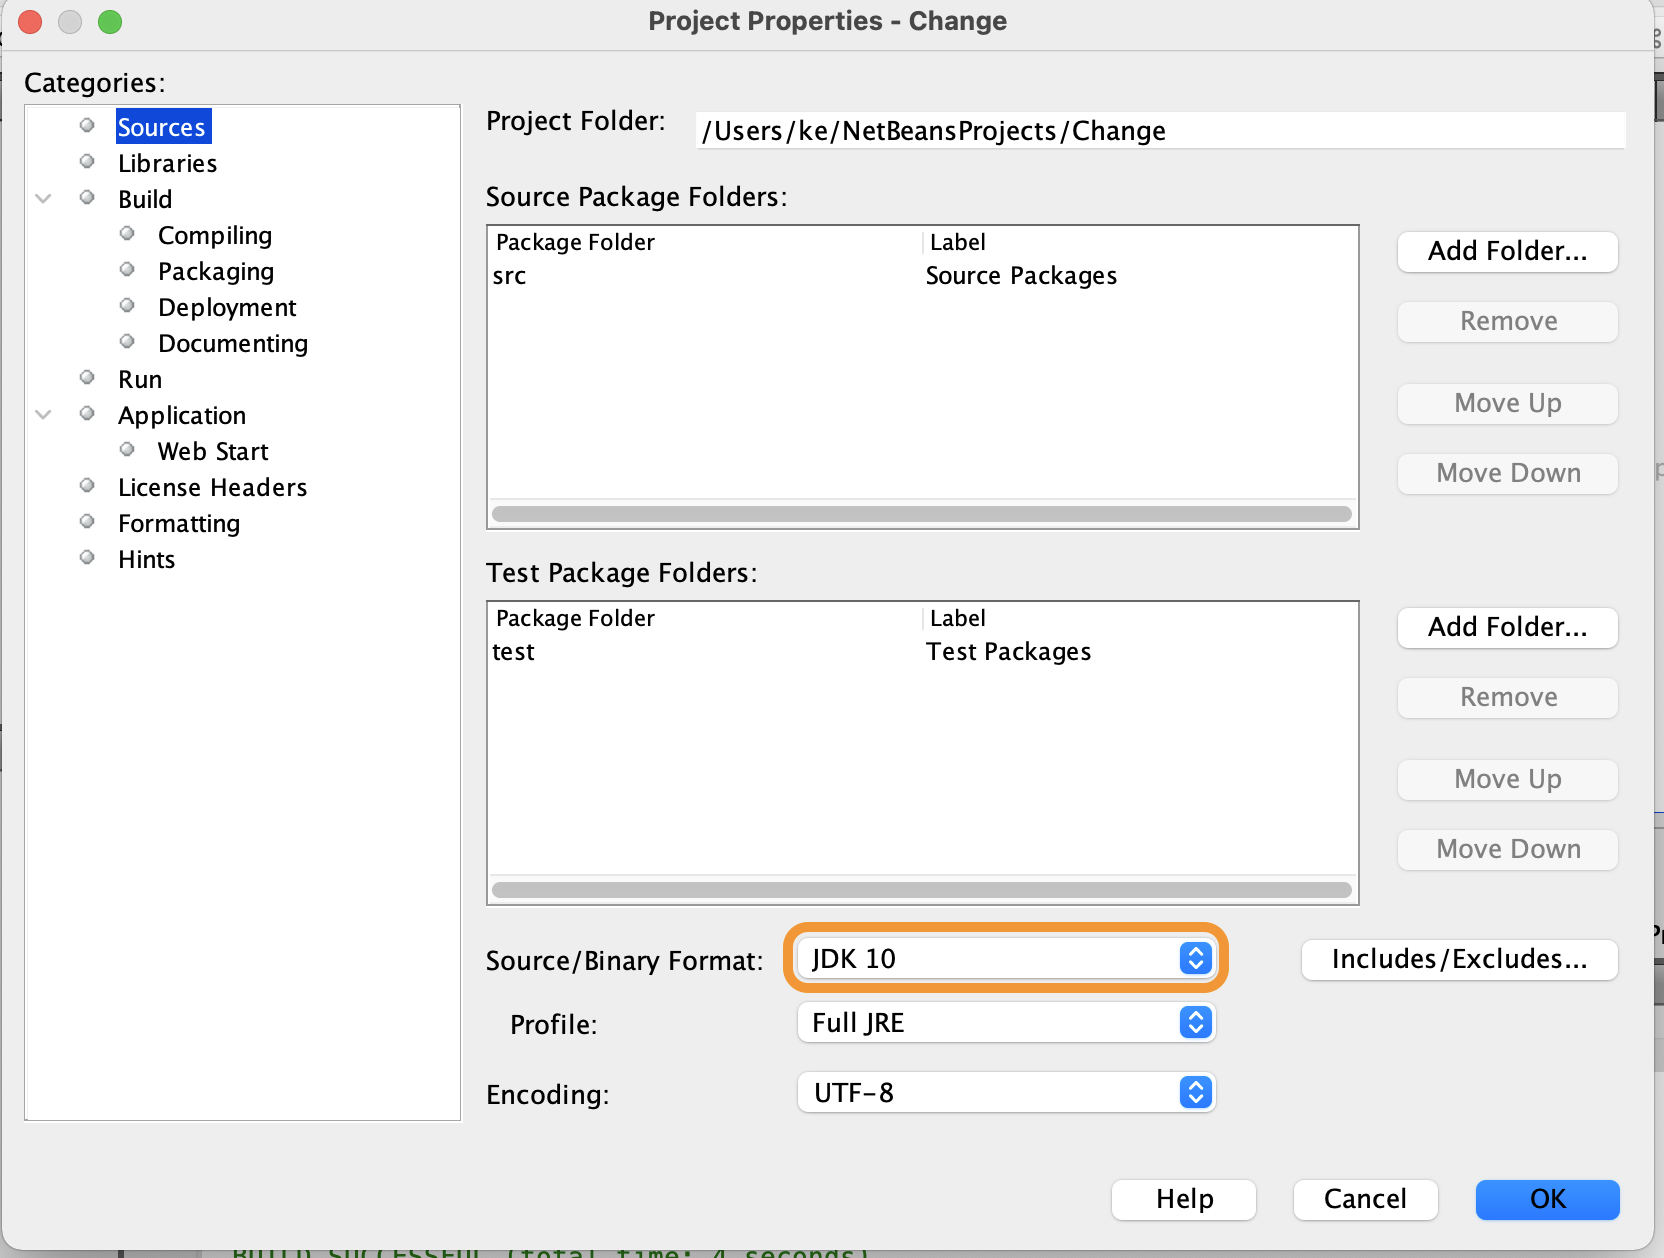 Project Properties - Change
Categories:
Sources
Libraries
Build
Compiling
Packaging
Deployment
Documenting
Run
Application
Web Start
License Headers
Formatting
Hints
Project Folder: /Users/ke/NetBeansProjects/Change
Source Package Folders:
Package Folder Label
src Source Packages
Add Folder...
Remove
Move Up
Move Down
Test Package Folders:
Package Folder Label
test Test Packages
Add Folder...
Remove
Move Up
Move Down
Source/Binary Format: JDK 10 Includes/Excludes...
Profile: Full JRE
Encoding: UTF-8
Help Cancel OK
BUILD SUCCESSFUL (total time: 4 seconds)